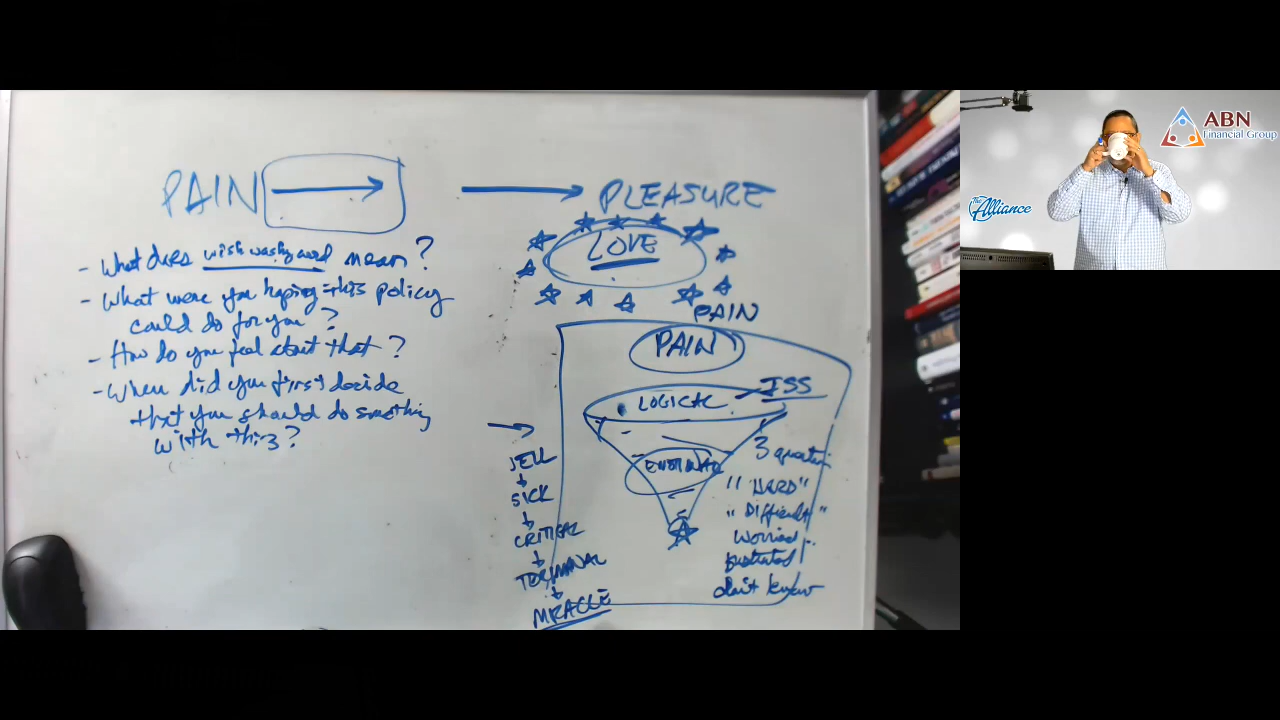 PAIN → → PLEASURE
- What does wish washy word mean?
- What were you hoping this policy
could do for you?
- How do you feel about that?
- When did you first decide
that you should do something
with this?
LOVE
PAIN
PAIN
LOGICAL
ISS
EMOTIONAL
3 question
"HARD"
"Difficult"
worried
frustrated
don't know
SICK
CRITICAL
TERMINAL
MIRACLE
ABN
Financial Group
The Alliance